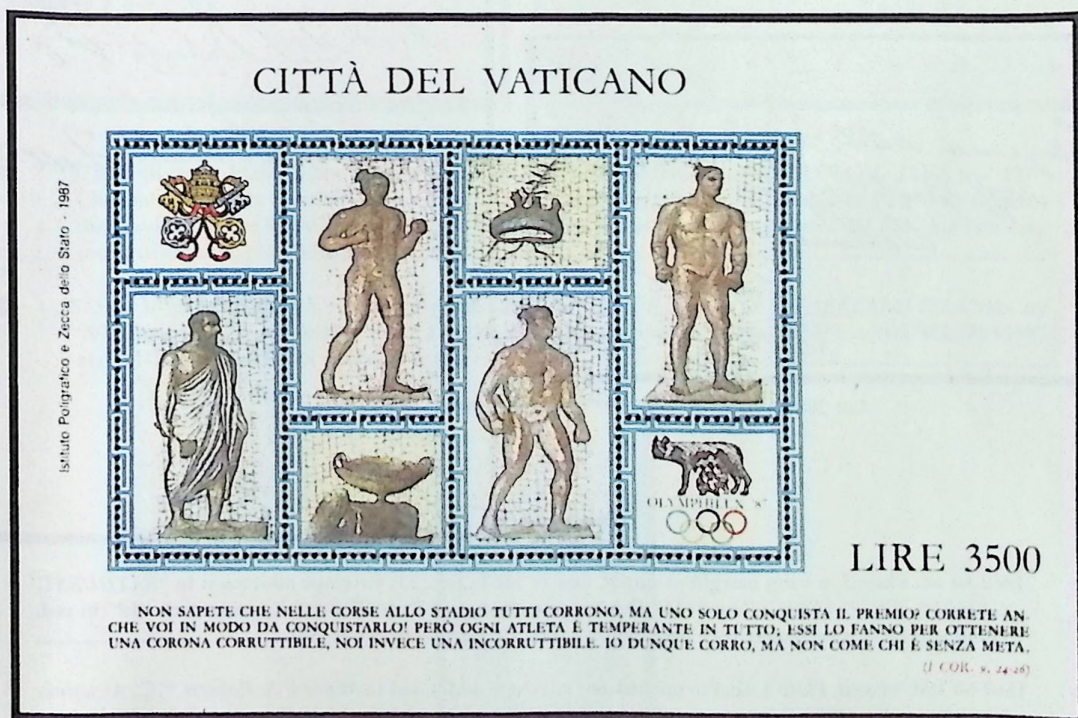 CITTÀ DEL VATICANO
Istituto Poligrafico e Zecca dello Stato - 1987
OLYMPHILEX '87
LIRE 3500
NON SAPETE CHE NELLE CORSE ALLO STADIO TUTTI CORRONO, MA UNO SOLO CONQUISTA IL PREMIO? CORRETE AN-
CHE VOI IN MODO DA CONQUISTARLO! PERÒ OGNI ATLETA È TEMPERANTE IN TUTTO; ESSI LO FANNO PER OTTENERE
UNA CORONA CORRUTTIBILE, NOI INVECE UNA INCORRUTTIBILE. IO DUNQUE CORRO, MA NON COME CHI È SENZA META.
(I COR. 9, 24-26)